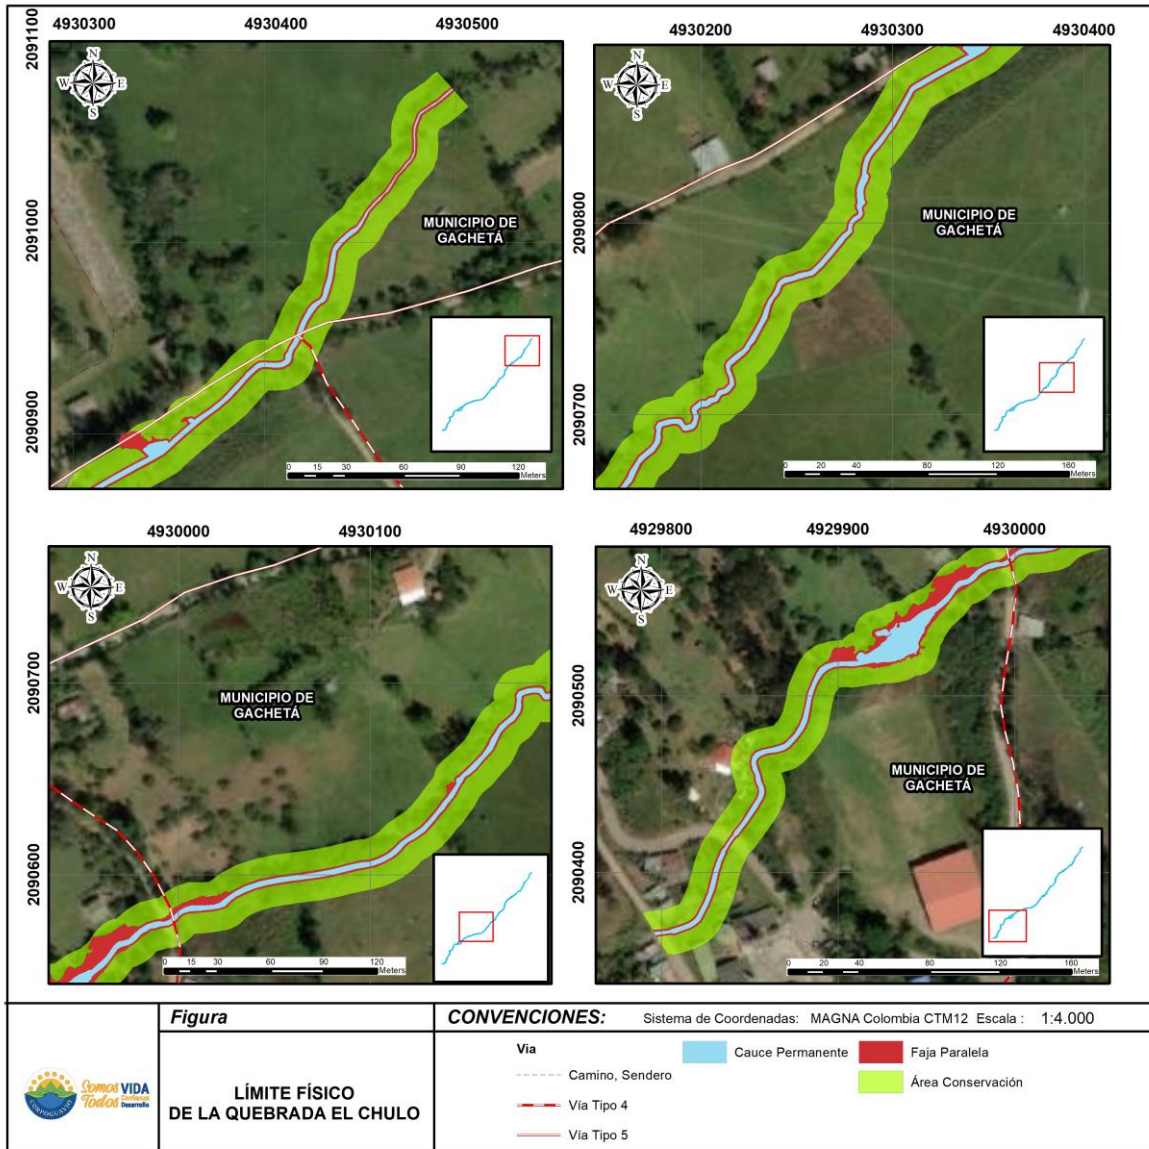 4930300 4930400 4930500
2091100
N
W E
S
2091000
MUNICIPIO DE
GACHETÁ
2090900
0 15 30 60 90 120
Meters
4930200 4930300 4930400
N
W E
S
2090800
MUNICIPIO DE
GACHETÁ
2090700
0 20 40 80 120 160
Meters
4930000 4930100
N
W E
S
2090700
MUNICIPIO DE
GACHETÁ
2090600
0 15 30 60 90 120
Meters
4929800 4929900 4930000
N
W E
S
2090500
MUNICIPIO DE
GACHETÁ
2090400
0 20 40 80 120 160
Meters
Figura
LÍMITE FÍSICO
DE LA QUEBRADA EL CHULO
CORPOGUAVIO
Somos VIDA
Todos Confianza
Desarrollo
CONVENCIONES: Sistema de Coordenadas: MAGNA Colombia CTM12 Escala : 1:4.000
Via
Camino, Sendero
Vía Tipo 4
Vía Tipo 5
Cauce Permanente
Faja Paralela
Área Conservación